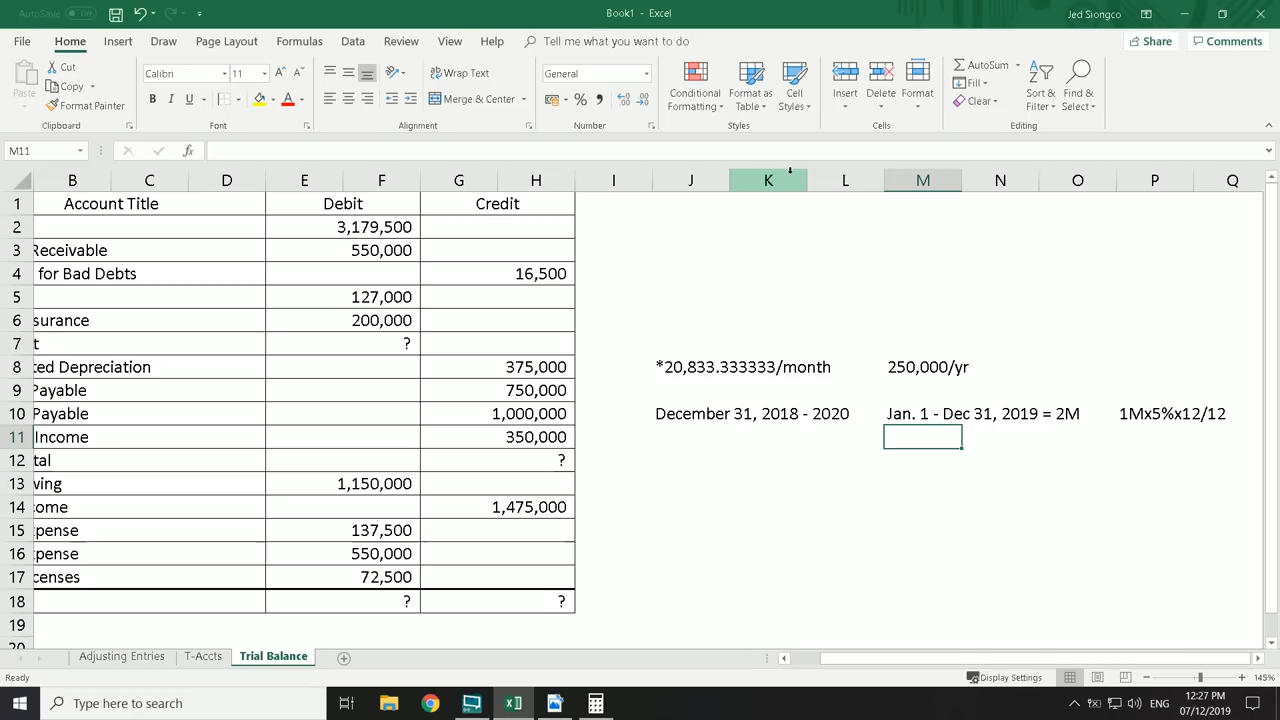 AutoSave Off
Book1 - Excel
Jed Siongco
File Home Insert Draw Page Layout Formulas Data Review View Help Tell me what you want to do Share Comments
Paste
Cut
Copy
Format Painter
Clipboard
Calibri 11
B I U
Font
Wrap Text
Merge & Center
Alignment
General
Number
Conditional Formatting
Format as Table
Cell Styles
Styles
Insert
Delete
Format
Cells
AutoSum
Fill
Clear
Sort & Filter
Find & Select
Editing
M11 fx
B C D E F G H I J K L M N O P Q
1 Account Title Debit Credit
2 3,179,500
3 Receivable 550,000
4 for Bad Debts 16,500
5 127,000
6 surance 200,000
7 t ?
8 ted Depreciation 375,000 *20,833.333333/month 250,000/yr
9 Payable 750,000
10 Payable 1,000,000 December 31, 2018 - 2020 Jan. 1 - Dec 31, 2019 = 2M 1Mx5%x12/12
11 Income 350,000
12 tal ?
13 wing 1,150,000
14 ome 1,475,000
15 pense 137,500
16 pense 550,000
17 censes 72,500
18 ? ?
19
20
Adjusting Entries T-Accts Trial Balance
Ready Display Settings 145%
Type here to search
ENG
12:27 PM
07/12/2019